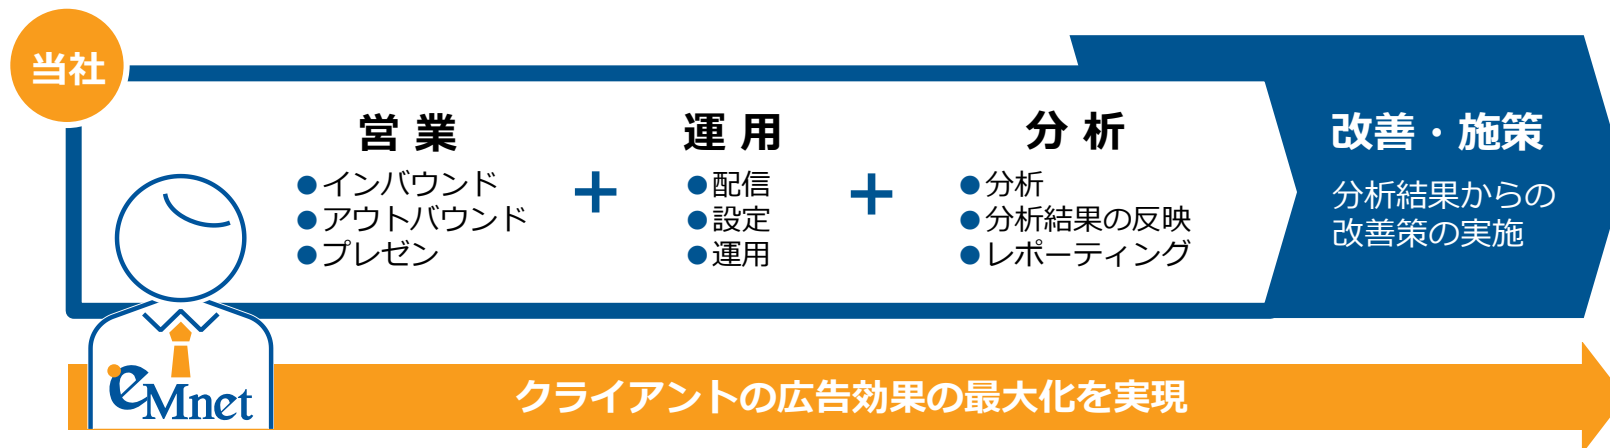 当社
営業
●インバウンド
●アウトバウンド
●プレゼン
+
運用
●配信
●設定
●運用
+
分析
●分析
●分析結果の反映
●レポーティング
改善・施策
分析結果からの
改善策の実施
eMnet
クライアントの広告効果の最大化を実現